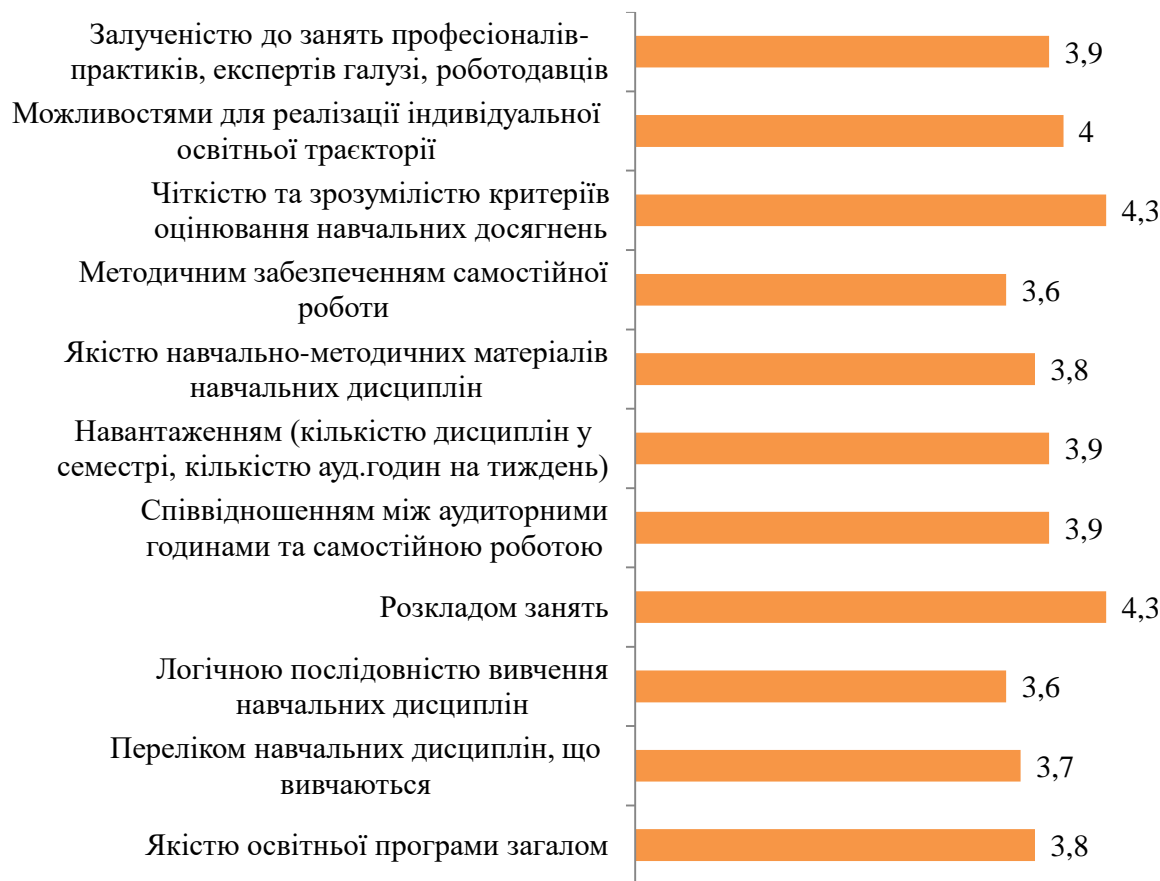 Залученістю до занять професіоналів-
практиків, експертів галузі, роботодавців
3,9
Можливостями для реалізації індивідуальної
освітньої траєкторії
4
Чіткістю та зрозумілістю критеріїв
оцінювання навчальних досягнень
4,3
Методичним забезпеченням самостійної
роботи
3,6
Якістю навчально-методичних матеріалів
навчальних дисциплін
3,8
Навантаженням (кількістю дисциплін у
семестрі, кількістю ауд.годин на тиждень)
3,9
Співвідношенням між аудиторними
годинами та самостійною роботою
3,9
Розкладом занять
4,3
Логічною послідовністю вивчення
навчальних дисциплін
3,6
Переліком навчальних дисциплін, що
вивчаються
3,7
Якістю освітньої програми загалом
3,8